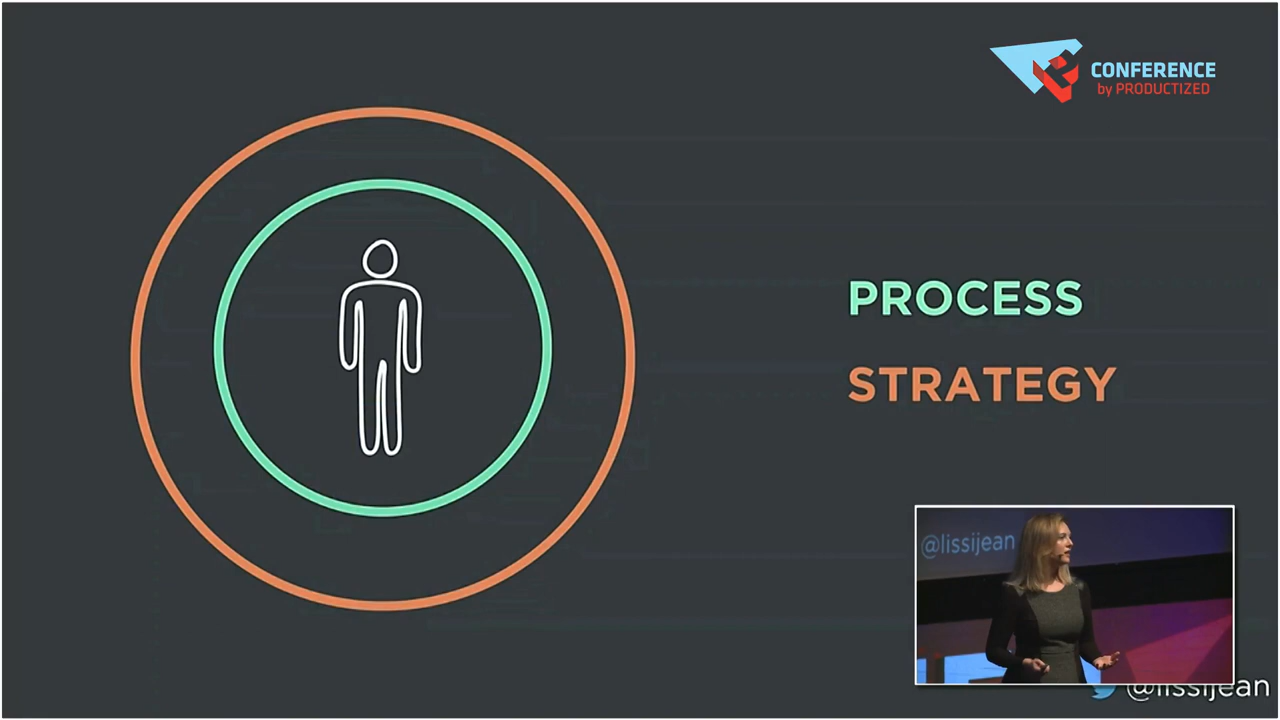 CONFERENCE
by PRODUCTIZED
PROCESS
STRATEGY
@lissijean
@lissijean